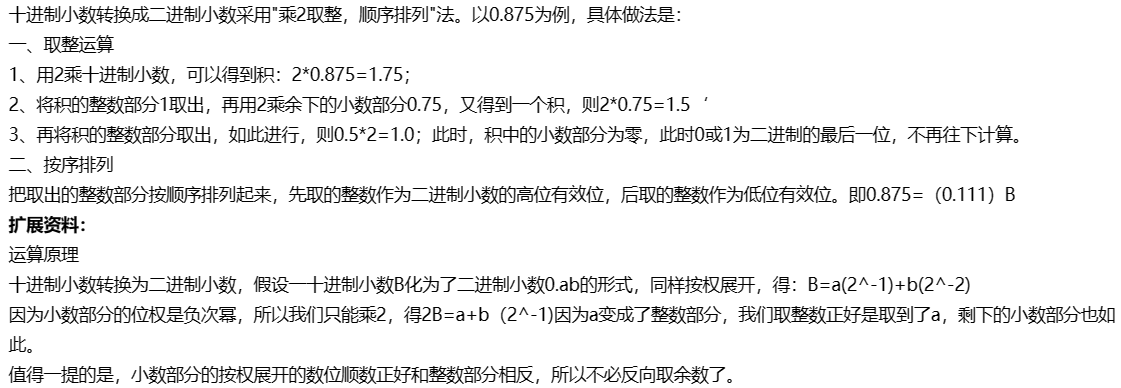 十进制小数转换成二进制小数采用"乘2取整，顺序排列"法。以0.875为例，具体做法是：
一、取整运算
1、用2乘十进制小数，可以得到积：2*0.875=1.75；
2、将积的整数部分1取出，再用2乘余下的小数部分0.75，又得到一个积，则2*0.75=1.5‘
3、再将积的整数部分取出，如此进行，则0.5*2=1.0；此时，积中的小数部分为零，此时0或1为二进制的最后一位，不再往下计算。
二、按序排列
把取出的整数部分按顺序排列起来，先取的整数作为二进制小数的高位有效位，后取的整数作为低位有效位。即0.875=（0.111）B
扩展资料：
运算原理
十进制小数转换为二进制小数，假设一十进制小数B化为了二进制小数0.ab的形式，同样按权展开，得：B=a(2^-1)+b(2^-2)
因为小数部分的位权是负次幂，所以我们只能乘2，得2B=a+b（2^-1)因为a变成了整数部分，我们取整数正好是取到了a，剩下的小数部分也如
此。
值得一提的是，小数部分的按权展开的数位顺数正好和整数部分相反，所以不必反向取余数了。